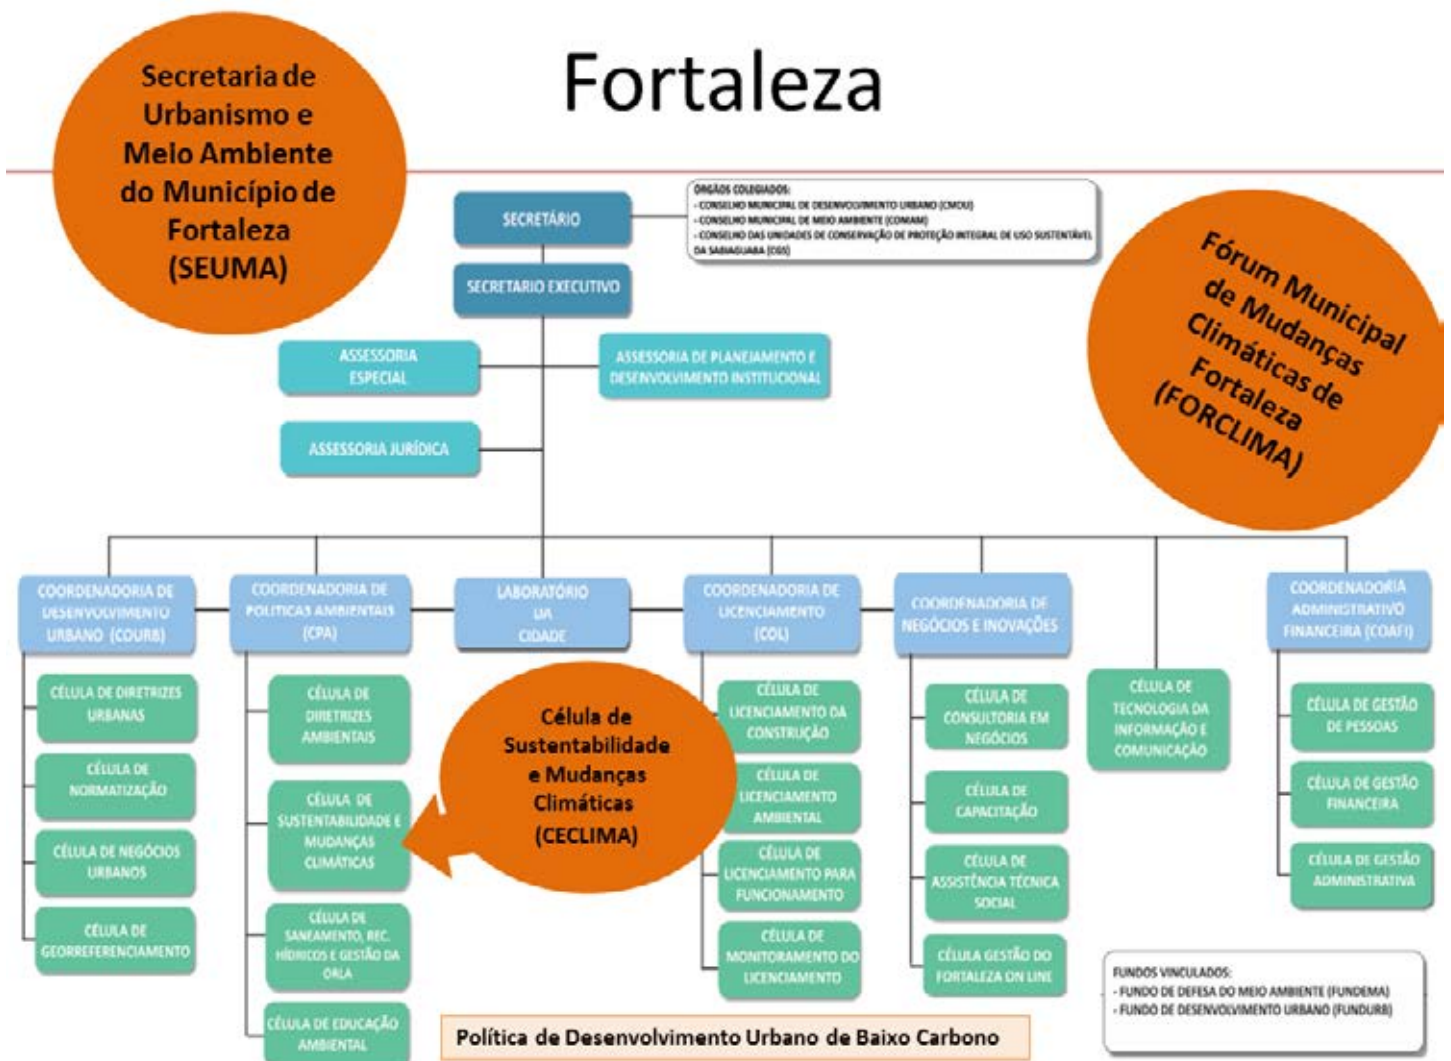 Fortaleza
Secretaria de
Urbanismo e
Meio Ambiente
do Município de
Fortaleza
(SEUMA)
SECRETÁRIO
ÓRGÃOS COLEGIADOS:
- CONSELHO MUNICIPAL DE DESENVOLVIMENTO URBANO (CMDU)
- CONSELHO MUNICIPAL DE MEIO AMBIENTE (COMAM)
- CONSELHO DAS UNIDADES DE CONSERVAÇÃO DE PROTEÇÃO INTEGRAL DE USO SUSTENTÁVEL
DA SABIAGUABA (CGS)
SECRETARIO EXECUTIVO
Fórum Municipal
de Mudanças
Climáticas de
Fortaleza
(FORCLIMA)
ASSESSORIA
ESPECIAL
ASSESSORIA DE PLANEJAMENTO E
DESENVOLVIMENTO INSTITUCIONAL
ASSESSORIA JURÍDICA
COORDENADORIA DE
DESENVOLVIMENTO
URBANO (COURB)
CÉLULA DE DIRETRIZES
URBANAS
CÉLULA DE
NORMATIZAÇÃO
CÉLULA DE NEGÓCIOS
URBANOS
CÉLULA DE
GEORREFERENCIAMENTO
COORDENADORIA DE
POLITICAS AMBIENTAIS
(CPA)
CÉLULA DE
DIRETRIZES
AMBIENTAIS
CÉLULA DE
SUSTENTABILIDADE E
MUDANÇAS
CLIMÁTICAS
CÉLULA DE
SANEAMENTO, REC.
HÍDRICOS E GESTÃO DA
ORLA
CÉLULA DE EDUCAÇÃO
AMBIENTAL
LABORATÓRIO
DA
CIDADE
Célula de
Sustentabilidade
e Mudanças
Climáticas
(CECLIMA)
COORDENADORIA DE
LICENCIAMENTO
(COL)
CÉLULA DE
LICENCIAMENTO DA
CONSTRUÇÃO
CÉLULA DE
LICENCIAMENTO
AMBIENTAL
CÉLULA DE
LICENCIAMENTO PARA
FUNCIONAMENTO
CÉLULA DE
MONITORAMENTO DO
LICENCIAMENTO
COORDENADORIA DE
NEGÓCIOS E INOVAÇÕES
CÉLULA DE
CONSULTORIA EM
NEGÓCIOS
CÉLULA DE
CAPACITAÇÃO
CÉLULA DE
ASSISTÊNCIA TÉCNICA
SOCIAL
CÉLULA GESTÃO DO
FORTALEZA ON LINE
CÉLULA DE
TECNOLOGIA DA
INFORMAÇÃO E
COMUNICAÇÃO
COORDENADORIA
ADMINISTRATIVO
FINANCEIRA (COAFI)
CÉLULA DE GESTÃO
DE PESSOAS
CÉLULA DE GESTÃO
FINANCEIRA
CÉLULA DE GESTÃO
ADMINISTRATIVA
FUNDOS VINCULADOS:
- FUNDO DE DEFESA DO MEIO AMBIENTE (FUNDEMA)
- FUNDO DE DESENVOLVIMENTO URBANO (FUNDURB)
Política de Desenvolvimento Urbano de Baixo Carbono